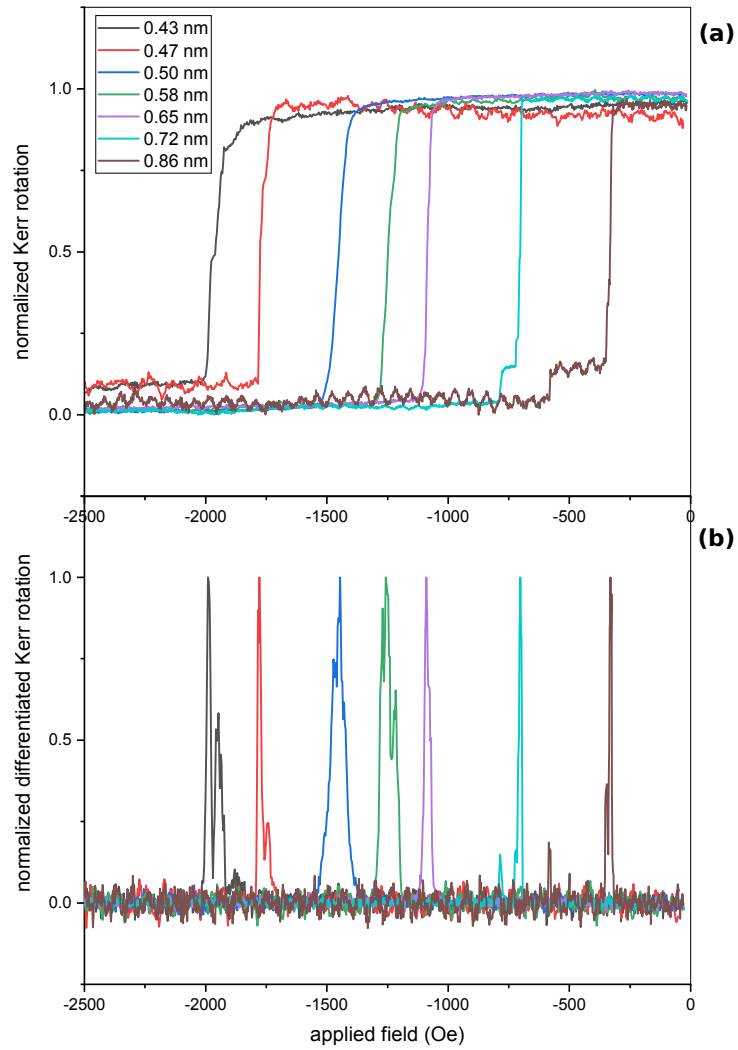 (a)
0.43 nm
0.47 nm
0.50 nm
0.58 nm
0.65 nm
0.72 nm
0.86 nm
1.0
0.5
0.0
normalized Kerr rotation
-2500 -2000 -1500 -1000 -500 0
(b)
1.0
0.5
0.0
normalized differentiated Kerr rotation
-2500 -2000 -1500 -1000 -500 0
applied field (Oe)